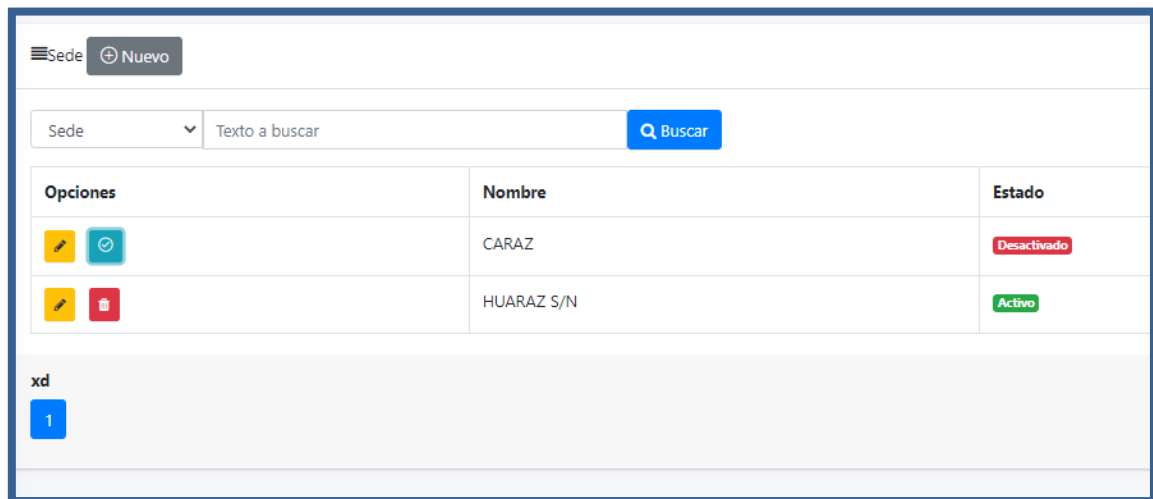 Sede Nuevo
Sede Texto a buscar Buscar
Opciones Nombre Estado
CARAZ Desactivado
HUARAZ S/N Activo
xd
1